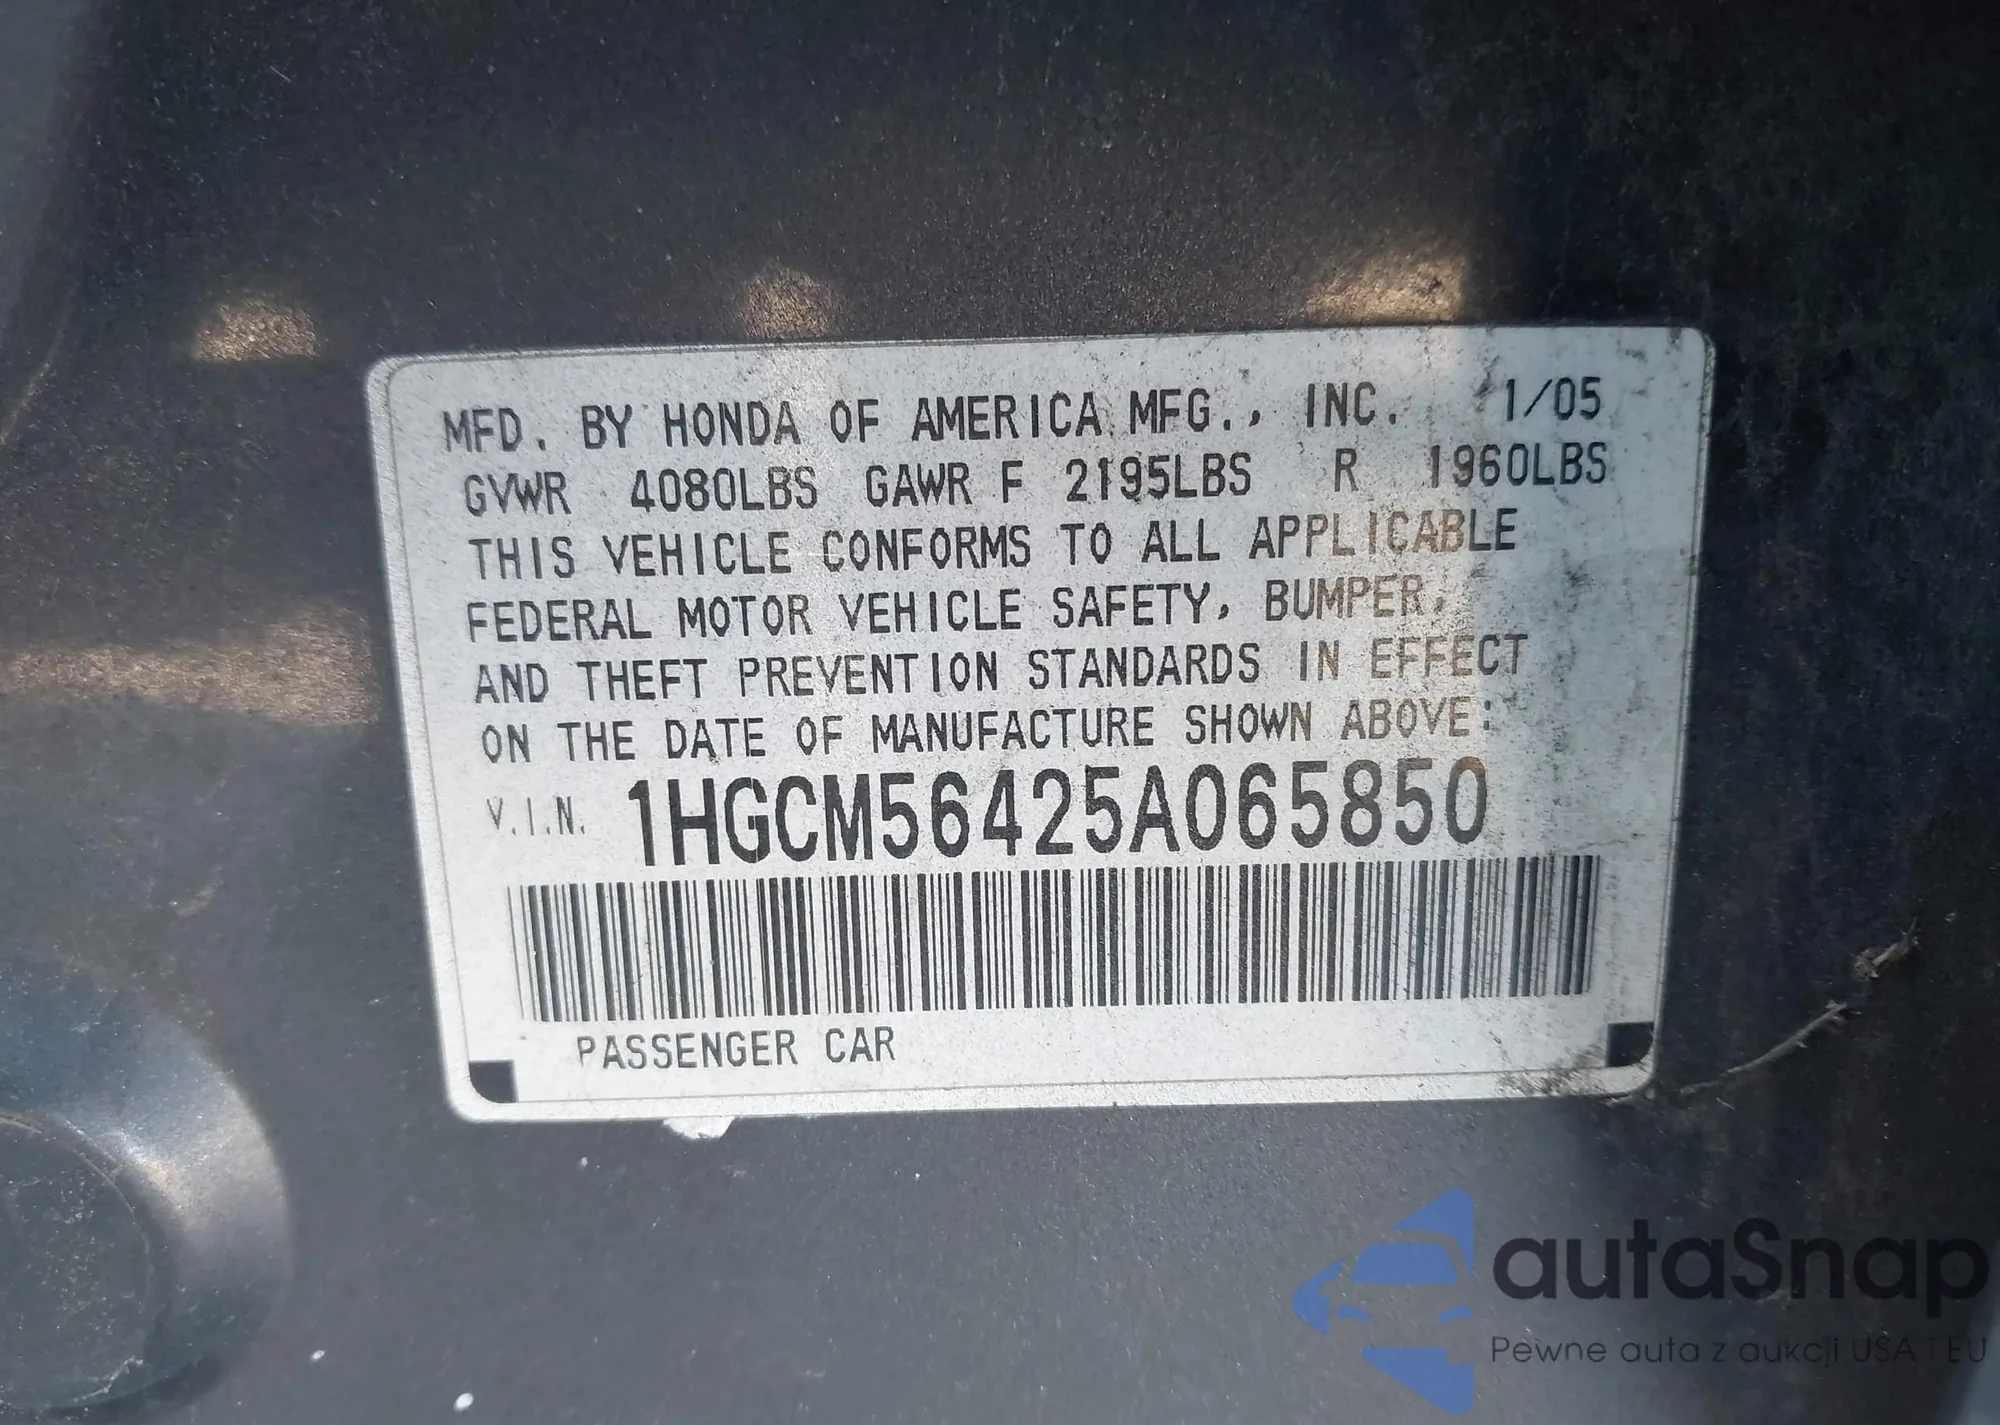 MFD. BY HONDA OF AMERICA MFG., INC. 1/05
GVWR 4080LBS GAWR F 2195LBS R 1960LBS
THIS VEHICLE CONFORMS TO ALL APPLICABLE
FEDERAL MOTOR VEHICLE SAFETY, BUMPER,
AND THEFT PREVENTION STANDARDS IN EFFECT
ON THE DATE OF MANUFACTURE SHOWN ABOVE:
V.I.N. 1HGCM56425A065850
PASSENGER CAR
autaSnap
Pewne auta z aukcji USA i EU